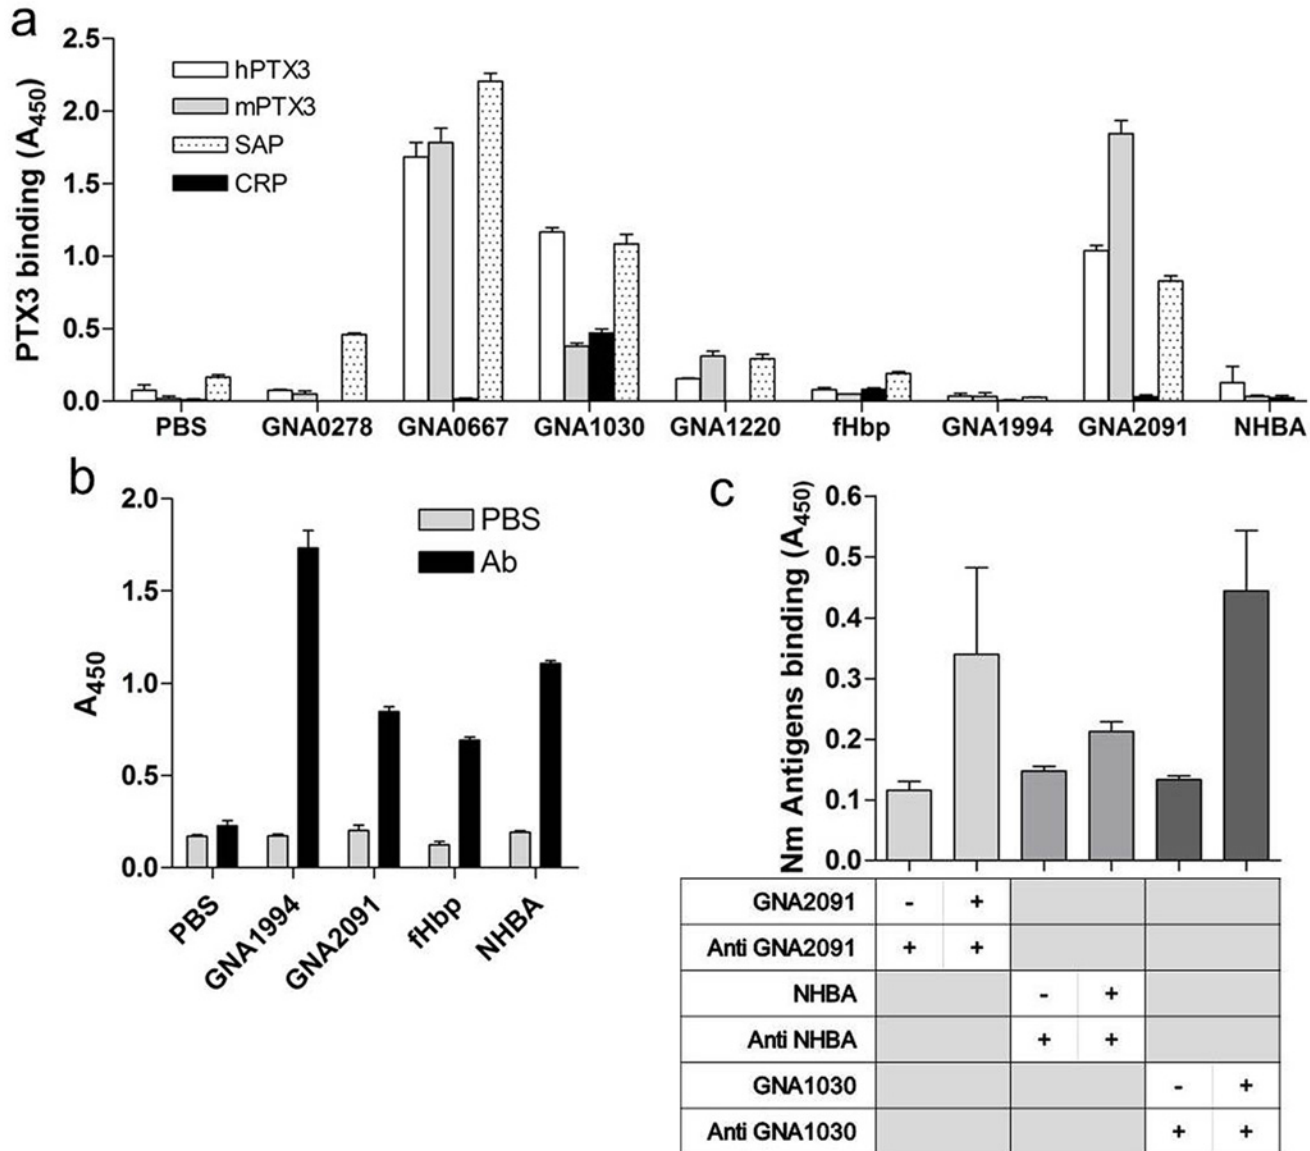 a
PTX3 binding (A450)
2.5
2.0
1.5
1.0
0.5
0.0
hPTX3
mPTX3
SAP
CRP
PBS GNA0278 GNA0667 GNA1030 GNA1220 fHbp GNA1994 GNA2091 NHBA
b
A450
2.0
1.5
1.0
0.5
0.0
PBS
Ab
PBS GNA1994 GNA2091 fHbp NHBA
c
Nm Antigens binding (A450)
0.6
0.5
0.4
0.3
0.2
0.1
0.0
GNA2091 - +
Anti GNA2091 + +
NHBA - +
Anti NHBA + +
GNA1030 - +
Anti GNA1030 + +